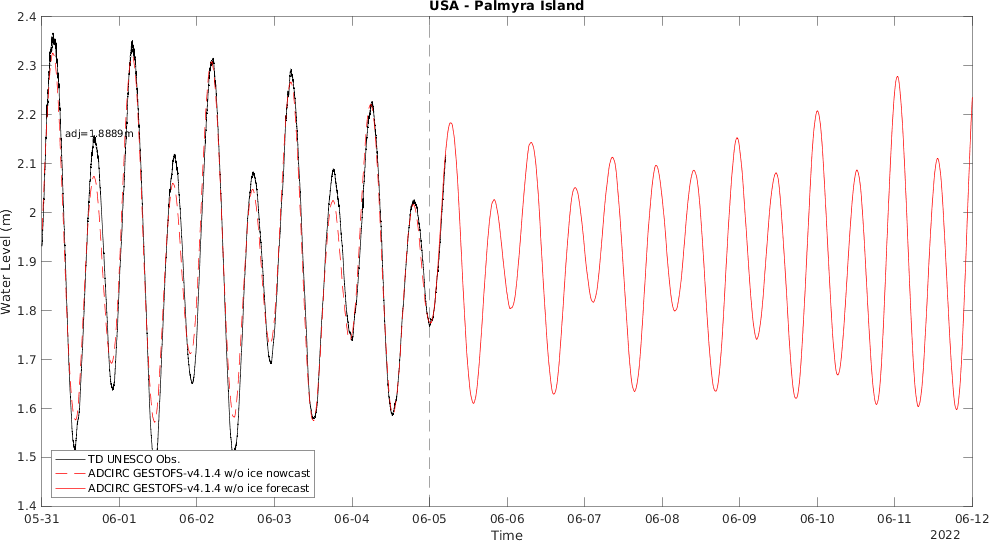 USA - Palmyra Island
2.4
2.3
2.2
adj=1.8889m
2.1
2
Water Level (m)
1.9
1.8
1.7
1.6
1.5
1.4
TD UNESCO Obs.
ADCIRC GESTOFS-v4.1.4 w/o ice nowcast
ADCIRC GESTOFS-v4.1.4 w/o ice forecast
05-31 06-01 06-02 06-03 06-04 06-05 06-06 06-07 06-08 06-09 06-10 06-11 06-12
Time
2022